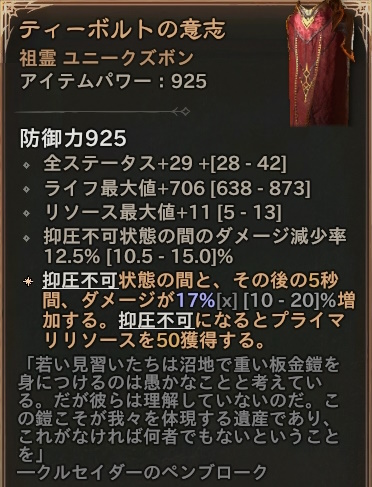 ティーボルトの意志
祖霊 ユニークズボン
アイテムパワー：925
防御力925
全ステータス+29 +[28 - 42]
ライフ最大値+706 [638 - 873]
リソース最大値+11 [5 - 13]
抑圧不可状態の間のダメージ減少率
12.5% [10.5 - 15.0]%
抑圧不可状態の間と、その後の5秒
間、ダメージが17%[x] [10 - 20]%増
加する。抑圧不可になるとプライマ
リリソースを50獲得する。
「若い見習いたちは沼地で重い板金鎧を
身につけるのは愚かなことと考えてい
る。だが彼らは理解していないのだ。こ
の鎧こそが我々を体現する遺産であり、
これがなければ何者でもないということ
を」
—クルセイダーのペンブローク